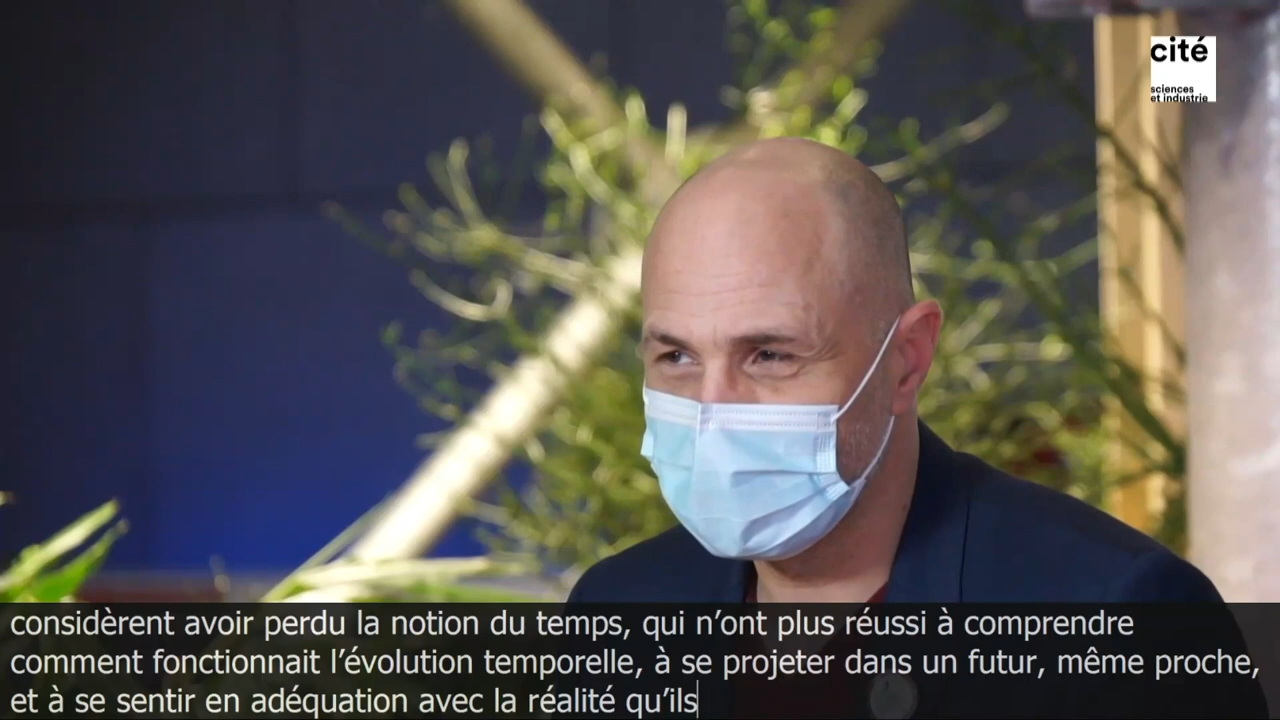 cité
sciences
et industrie
considèrent avoir perdu la notion du temps, qui n’ont plus réussi à comprendre
comment fonctionnait l’évolution temporelle, à se projeter dans un futur, même proche,
et à se sentir en adéquation avec la réalité qu’ils